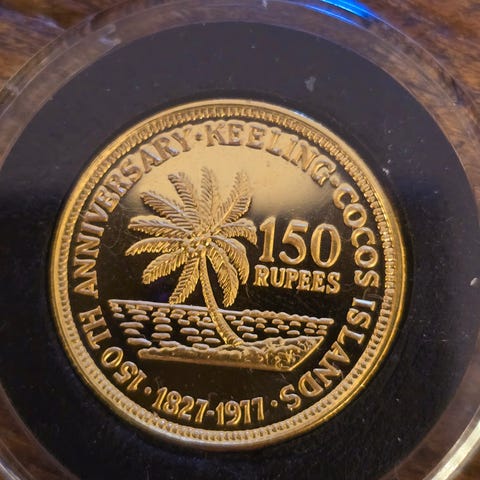 150TH ANNIVERSARY·KEELING-COCOS ISLANDS
150
RUPEES
·1827-1977·